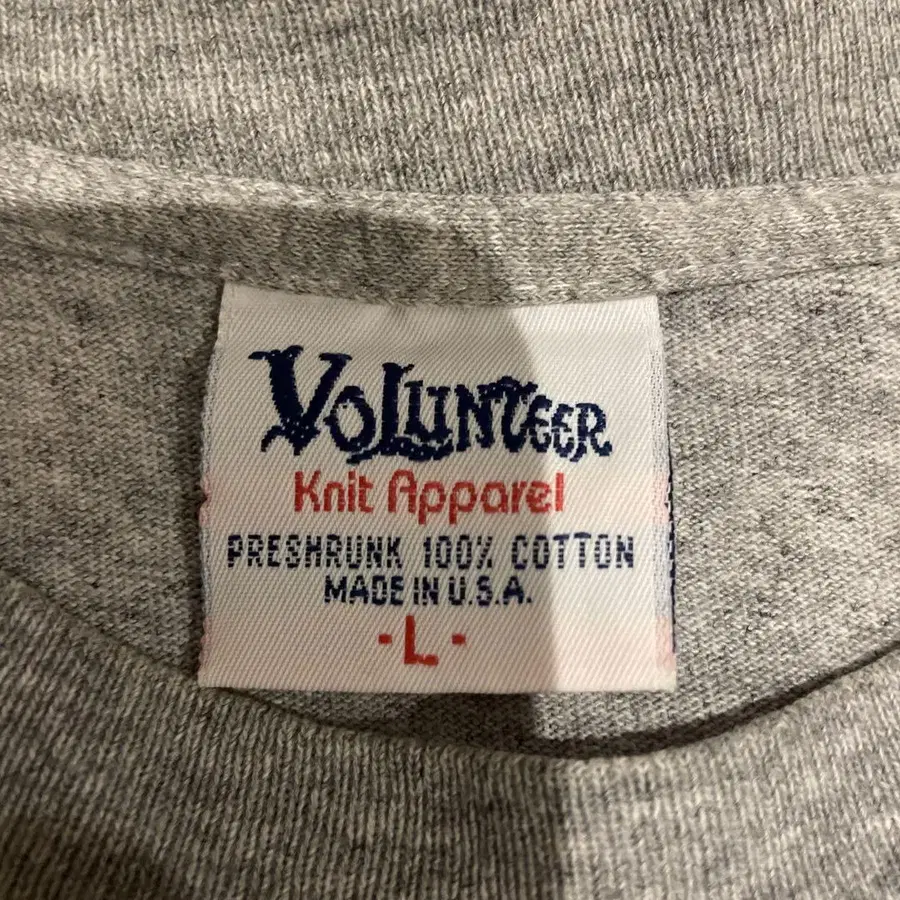 VOLUNTEER
Knit Apparel
PRESHRUNK 100% COTTON
MADE IN U.S.A.
- L -